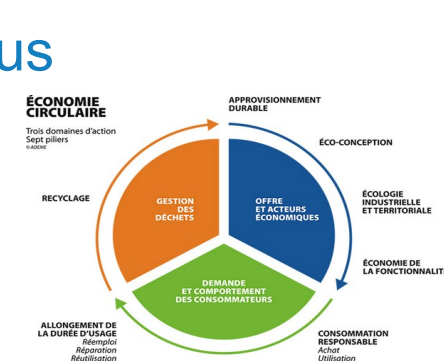 us
ÉCONOMIE
CIRCULAIRE
Trois domaines d'action
Sept piliers
© ADEME
APPROVISIONNEMENT
DURABLE
ÉCO-CONCEPTION
ÉCOLOGIE
INDUSTRIELLE
ET TERRITORIALE
ÉCONOMIE DE
LA FONCTIONNALIT
RECYCLAGE
GESTION
DES
DÉCHETS
OFFRE
ET ACTEURS
ÉCONOMIQUES
DEMANDE
ET COMPORTEMENT
DES CONSOMMATEURS
ALLONGEMENT DE
LA DURÉE D'USAGE
Réemploi
Réparation
Réutilisation
CONSOMMATION
RESPONSABLE
Achat
Utilisation